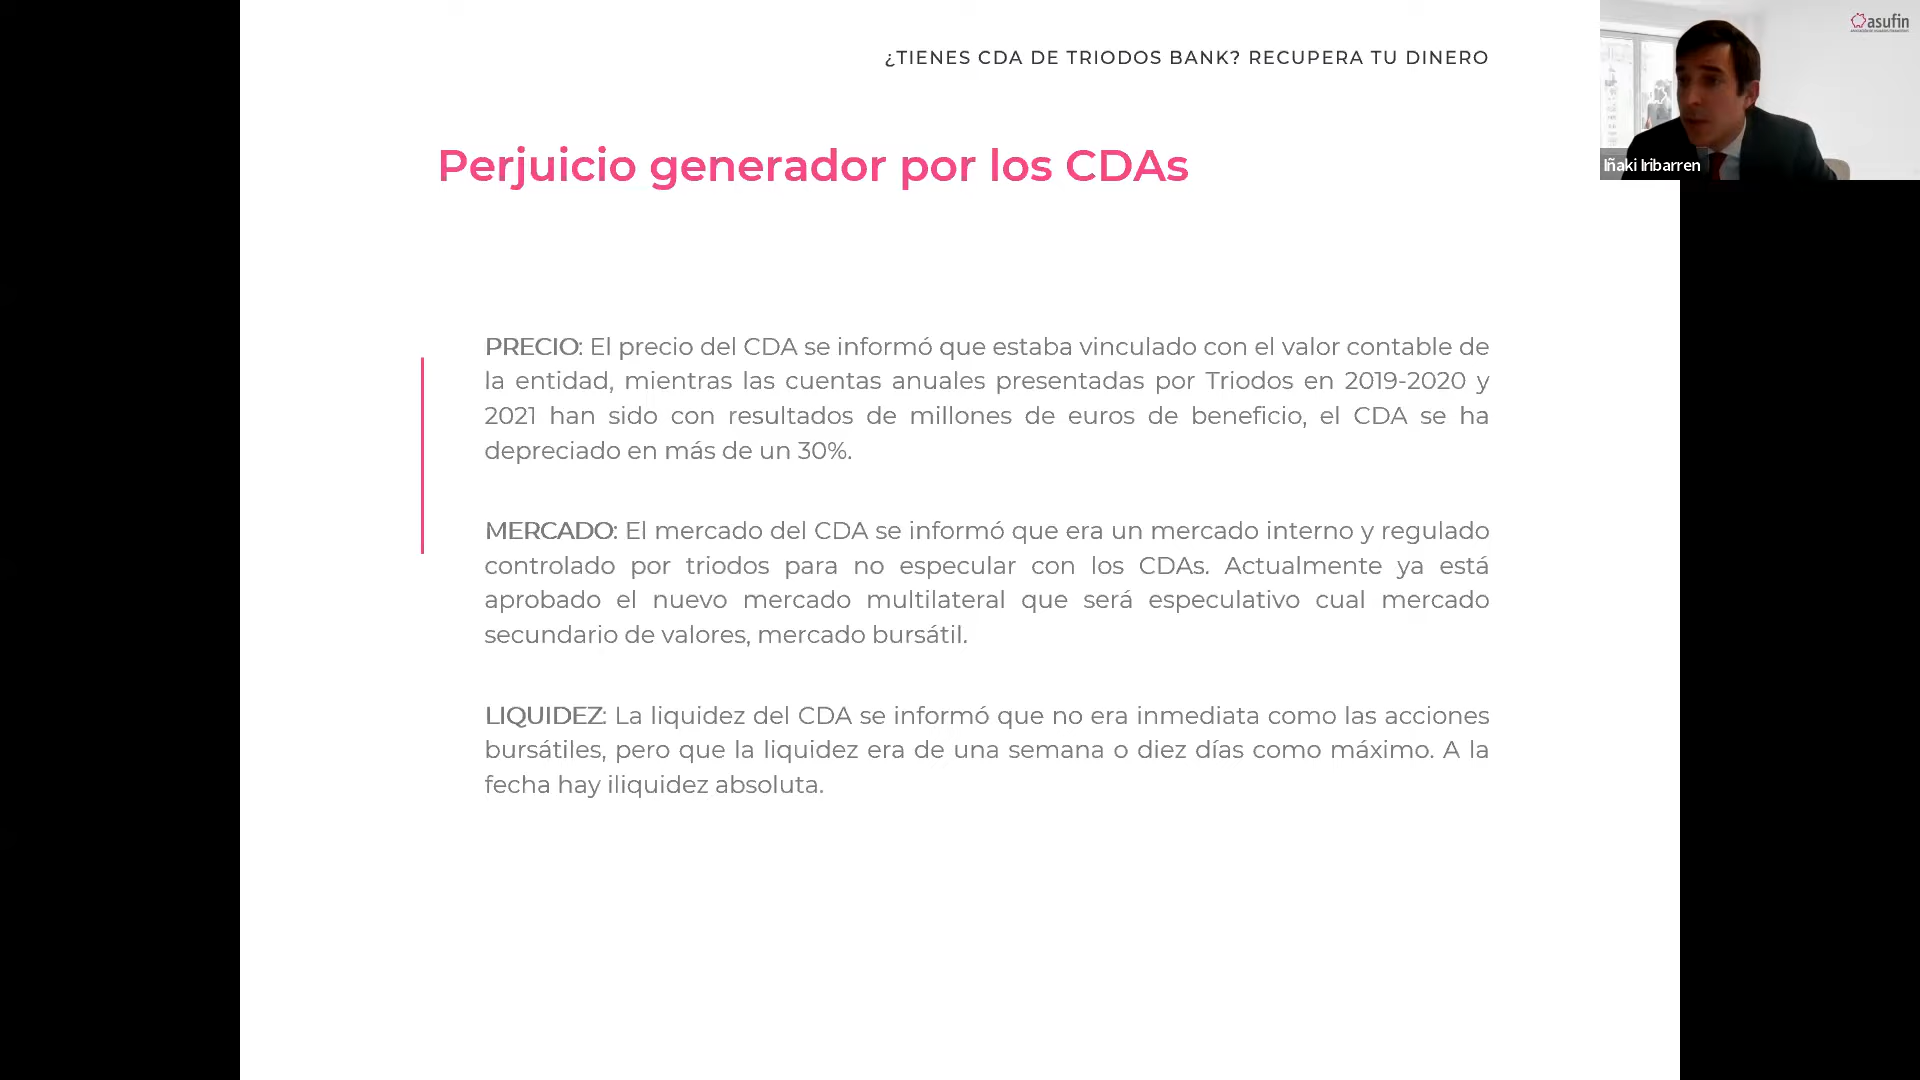 ¿TIENES CDA DE TRIODOS BANK? RECUPERA TU DINERO
asufin
Iñaki Iribarren
Perjuicio generador por los CDAs
PRECIO: El precio del CDA se informó que estaba vinculado con el valor contable de
la entidad, mientras las cuentas anuales presentadas por Triodos en 2019-2020 y
2021 han sido con resultados de millones de euros de beneficio, el CDA se ha
depreciado en más de un 30%.
MERCADO: El mercado del CDA se informó que era un mercado interno y regulado
controlado por triodos para no especular con los CDAs. Actualmente ya está
aprobado el nuevo mercado multilateral que será especulativo cual mercado
secundario de valores, mercado bursátil.
LIQUIDEZ: La liquidez del CDA se informó que no era inmediata como las acciones
bursátiles, pero que la liquidez era de una semana o diez días como máximo. A la
fecha hay iliquidez absoluta.